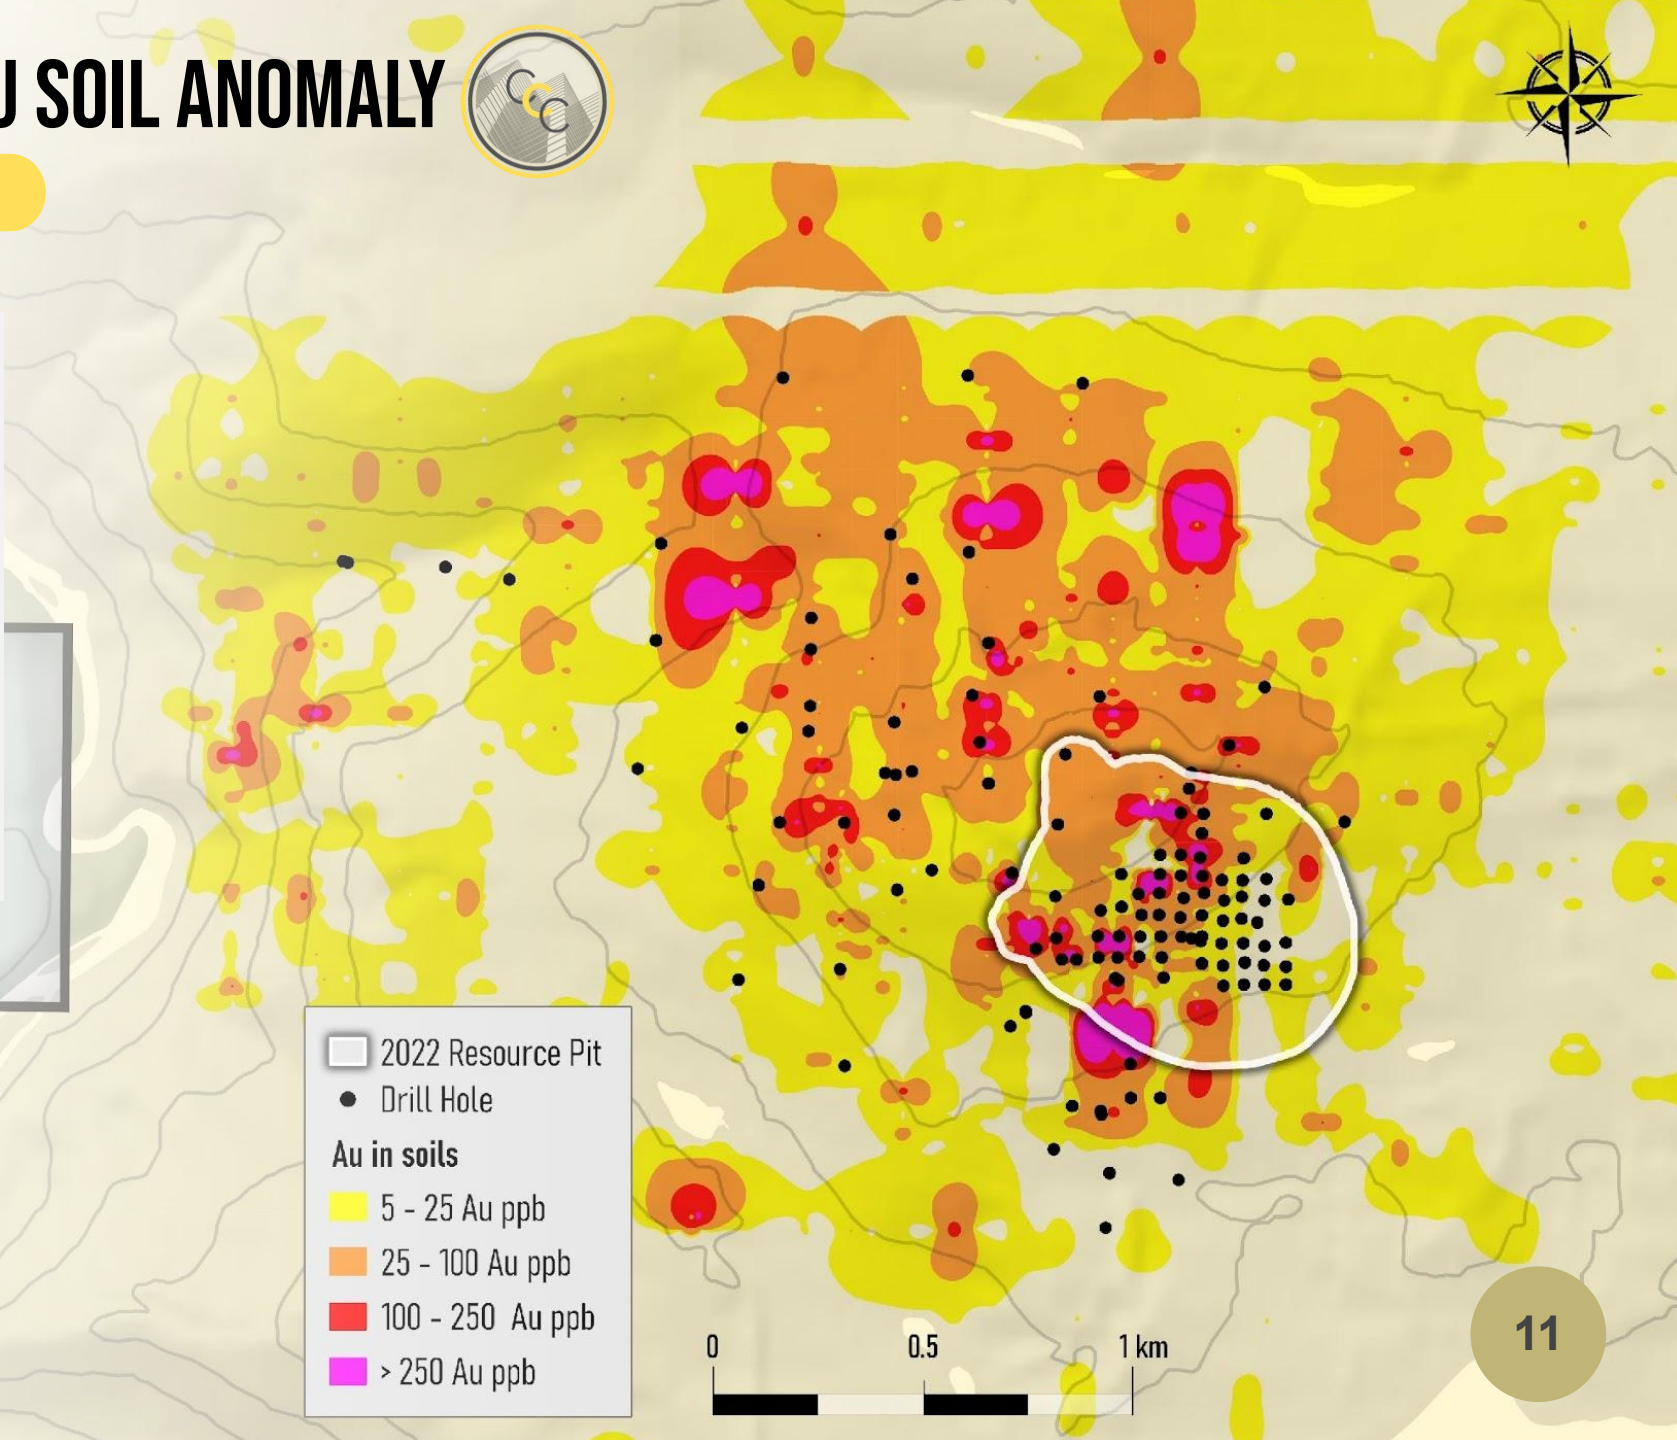 U SOIL ANOMALY
CCC
2022 Resource Pit
Drill Hole
Au in soils
5 - 25 Au ppb
25 - 100 Au ppb
100 - 250 Au ppb
> 250 Au ppb
0 0.5 1 km
11